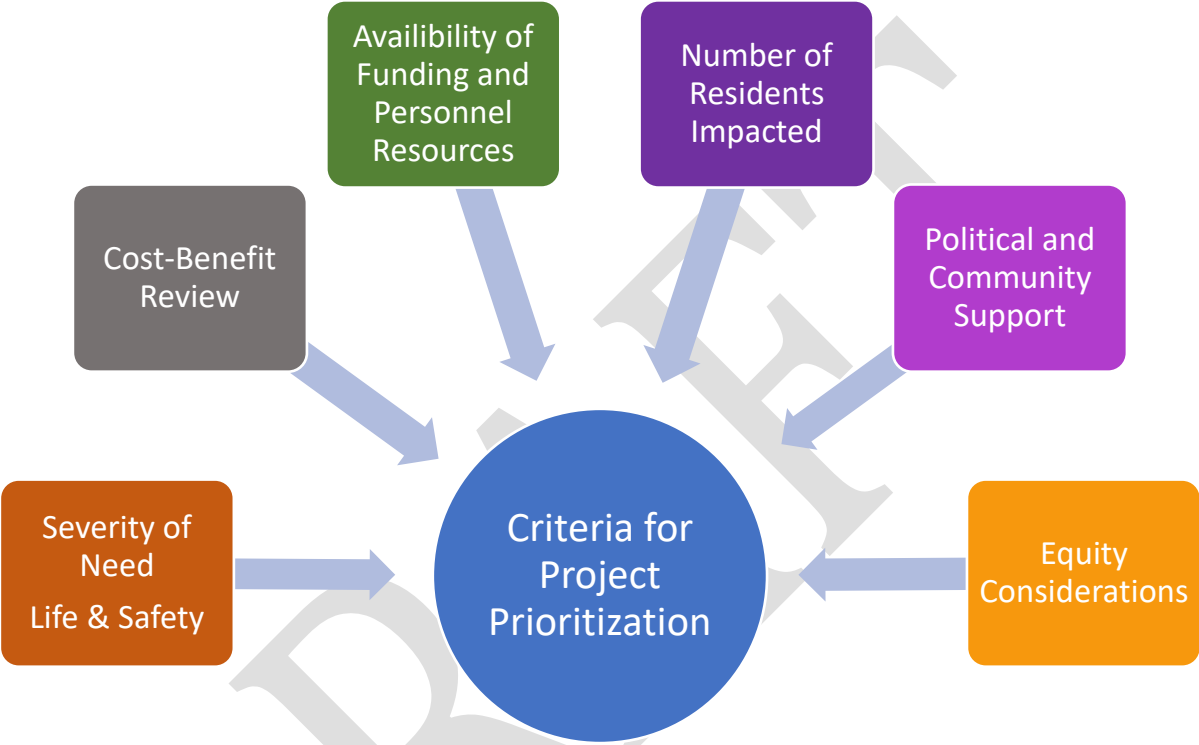 Availibility of
Funding and
Personnel
Resources
Number of
Residents
Impacted
Cost-Benefit
Review
Political and
Community
Support
Severity of
Need
Life & Safety
Criteria for
Project
Prioritization
Equity
Considerations
DRAFT